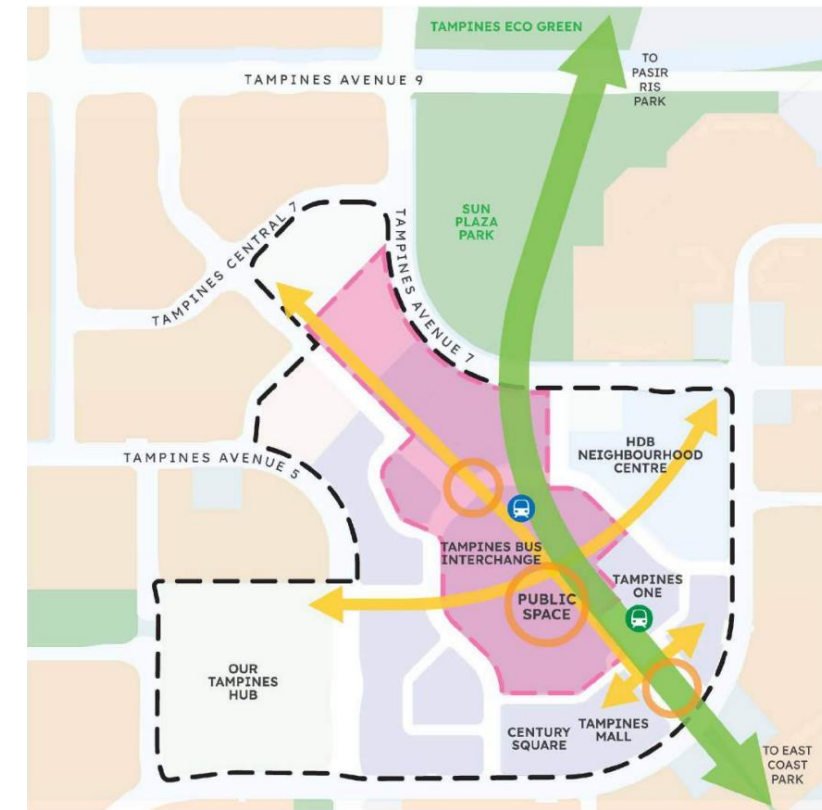 TAMPINES ECO GREEN
TO
PASIR
RIS
PARK
TAMPINES AVENUE 9
SUN
PLAZA
PARK
TAMPINES CENTRAL 7
TAMPINES AVENUE 7
HDB
NEIGHBOURHOOD
CENTRE
TAMPINES AVENUE 5
TAMPINES BUS
INTERCHANGE
TAMPINES
ONE
PUBLIC
SPACE
OUR
TAMPINES
HUB
CENTURY
SQUARE
TAMPINES
MALL
TO EAST
COAST
PARK